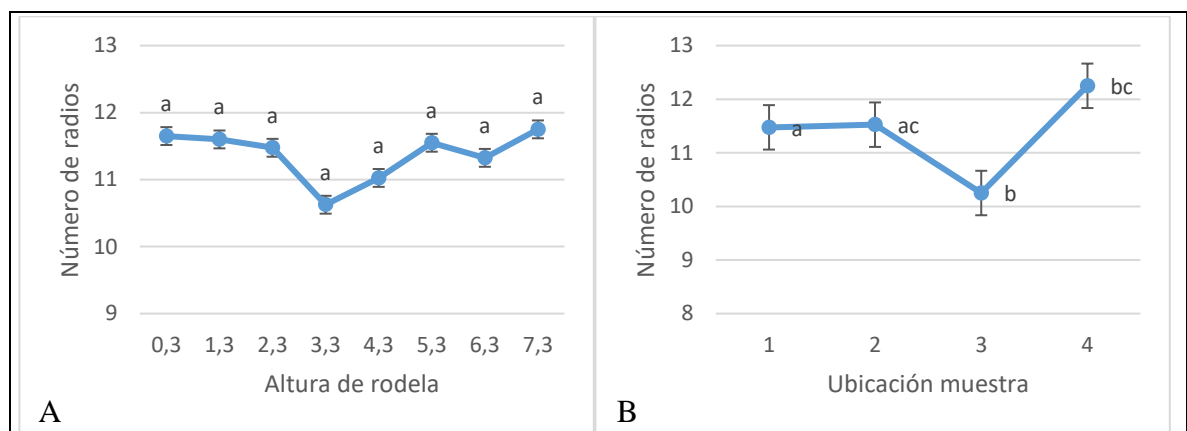 Número de radios
13
12
11
10
9
a a a a a a a a
0,3 1,3 2,3 3,3 4,3 5,3 6,3 7,3
Altura de rodela
A
Número de radios
13
12
11
10
9
8
a ac b bc
1 2 3 4
Ubicación muestra
B